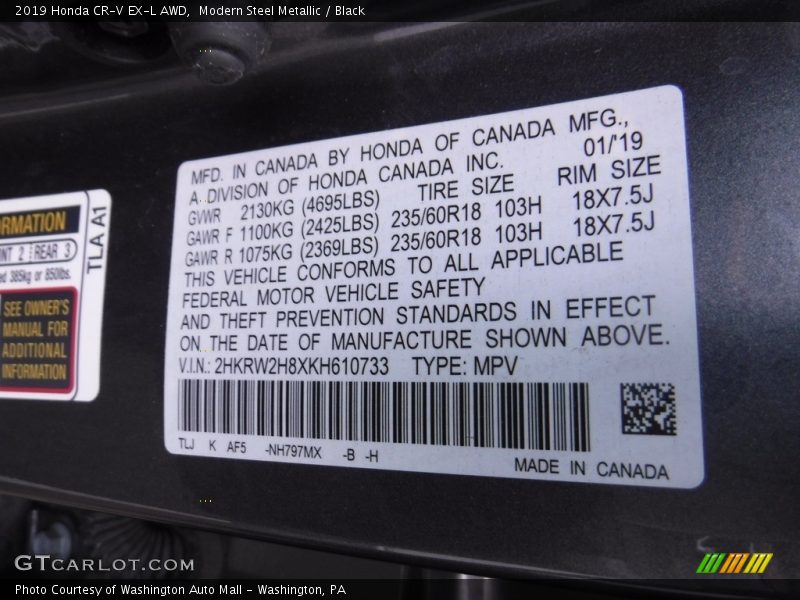 2019 Honda CR-V EX-L AWD, Modern Steel Metallic / Black
MFD. IN CANADA BY HONDA OF CANADA MFG.,
A DIVISION OF HONDA CANADA INC. 01/'19
GVWR 2130KG (4695LBS) TIRE SIZE RIM SIZE
GAWR F 1100KG (2425LBS) 235/60R18 103H 18X7.5J
GAWR R 1075KG (2369LBS) 235/60R18 103H 18X7.5J
THIS VEHICLE CONFORMS TO ALL APPLICABLE
FEDERAL MOTOR VEHICLE SAFETY
AND THEFT PREVENTION STANDARDS IN EFFECT
ON THE DATE OF MANUFACTURE SHOWN ABOVE.
V.I.N.: 2HKRW2H8XKH610733 TYPE: MPV
TLJ K AF5 -NH797MX -B -H
MADE IN CANADA
TLA A1
2 REAR 3
385kg or 850lbs.
SEE OWNER'S
MANUAL FOR
ADDITIONAL
INFORMATION
GTCARLOT.COM
Photo Courtesy of Washington Auto Mall - Washington, PA